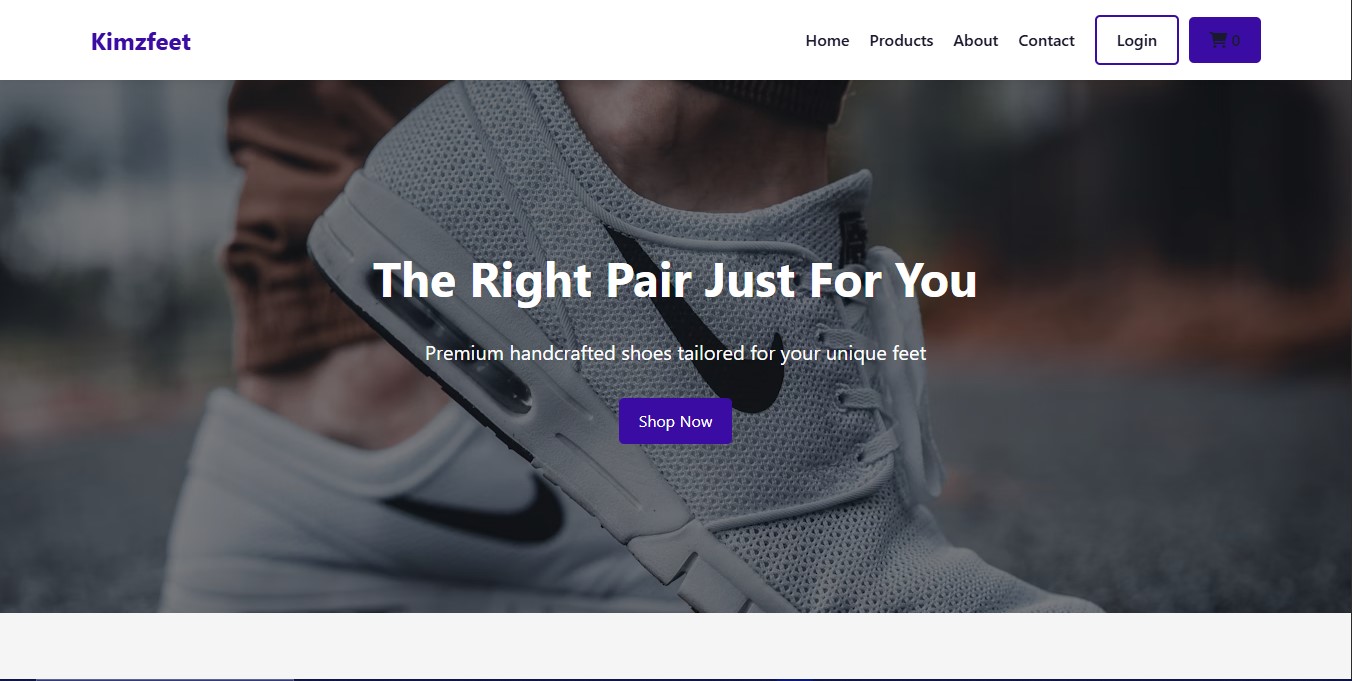 Kimzfeet
Home Products About Contact Login 0
The Right Pair Just For You
Premium handcrafted shoes tailored for your unique feet
Shop Now